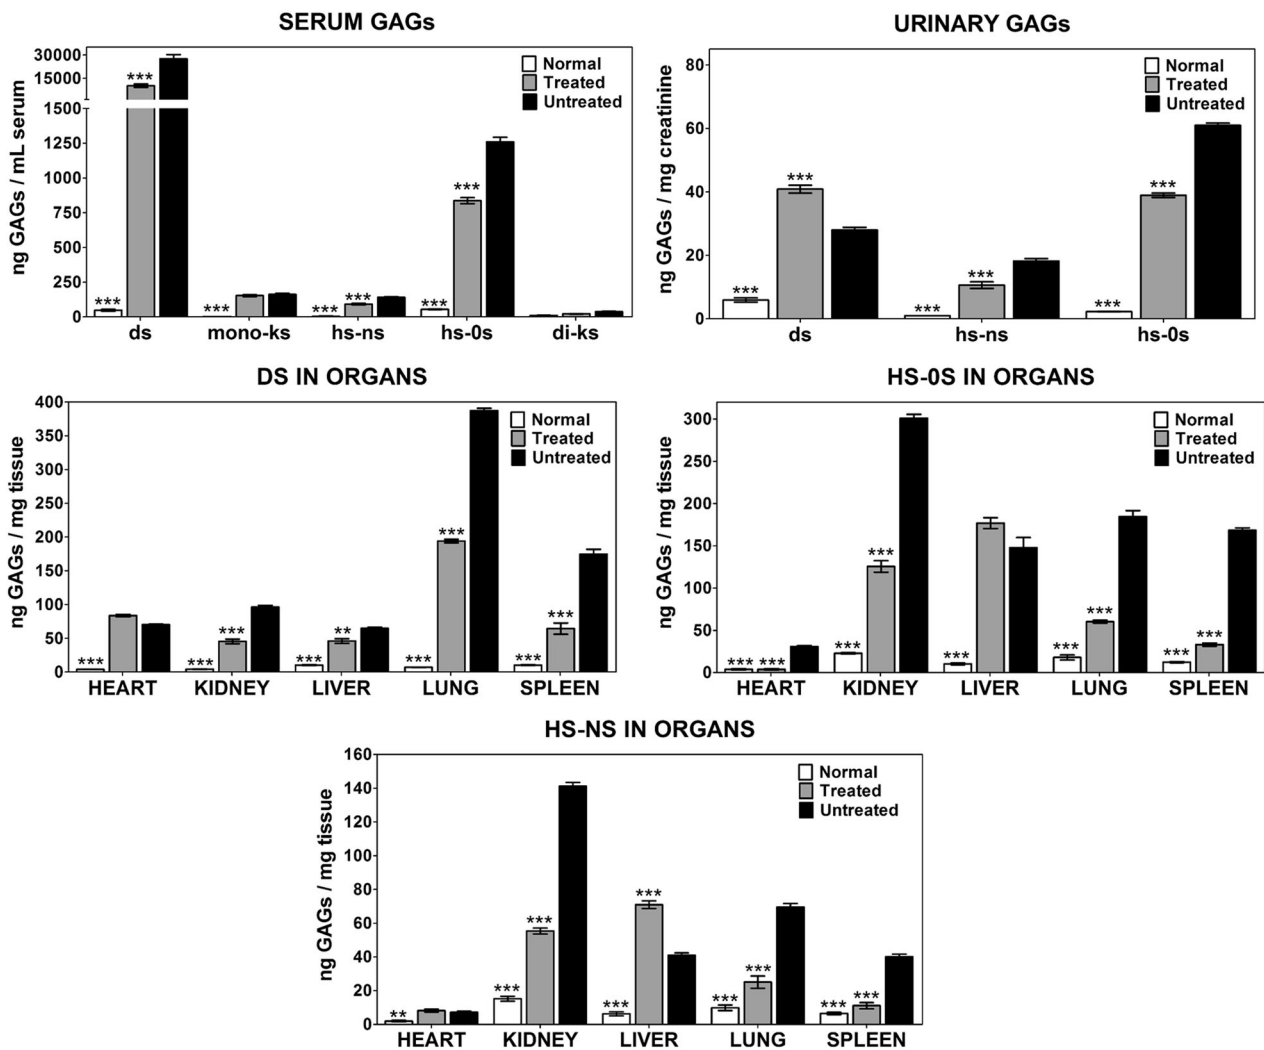 SERUM GAGs
ng GAGs / mL serum
30000
15000
1500
1250
1000
750
500
250
0
Normal
Treated
Untreated
***
***
***
***
***
***
***
ds
mono-ks
hs-ns
hs-0s
di-ks
URINARY GAGs
ng GAGs / mg creatinine
80
60
40
20
0
Normal
Treated
Untreated
***
***
***
***
***
***
ds
hs-ns
hs-0s
DS IN ORGANS
ng GAGs / mg tissue
400
350
300
250
200
150
100
50
0
Normal
Treated
Untreated
***
***
***
***
**
***
***
***
***
HEART
KIDNEY
LIVER
LUNG
SPLEEN
HS-0S IN ORGANS
ng GAGs / mg tissue
300
250
200
150
100
50
0
Normal
Treated
Untreated
***
***
***
***
***
***
***
***
***
HEART
KIDNEY
LIVER
LUNG
SPLEEN
HS-NS IN ORGANS
ng GAGs / mg tissue
160
140
120
100
80
60
40
20
0
Normal
Treated
Untreated
**
***
***
***
***
***
***
***
***
HEART
KIDNEY
LIVER
LUNG
SPLEEN